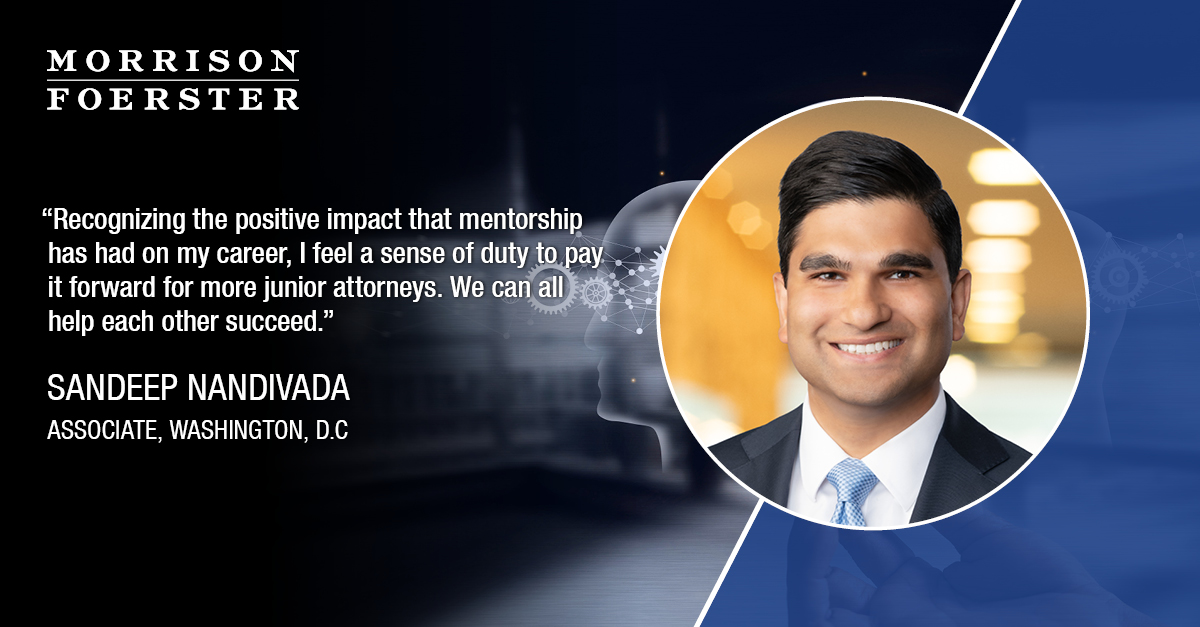 MORRISON
FOERSTER
“Recognizing the positive impact that mentorship
has had on my career, I feel a sense of duty to pay
it forward for more junior attorneys. We can all
help each other succeed.”
SANDEEP NANDIVADA
ASSOCIATE, WASHINGTON, D.C